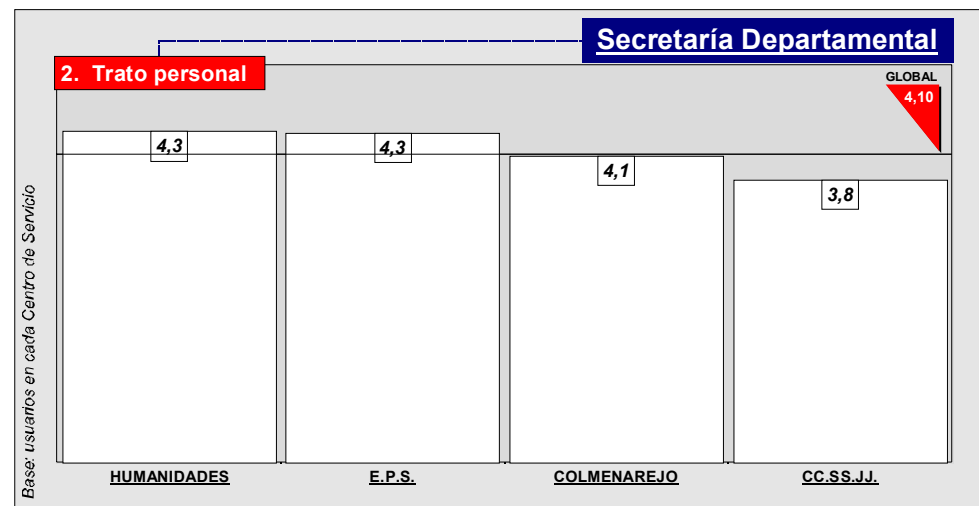 Secretaría Departamental
2. Trato personal
GLOBAL
4,10
4,3
4,3
4,1
3,8
Base: usuarios en cada Centro de Servicio
HUMANIDADES
E.P.S.
COLMENAREJO
CC.SS.JJ.